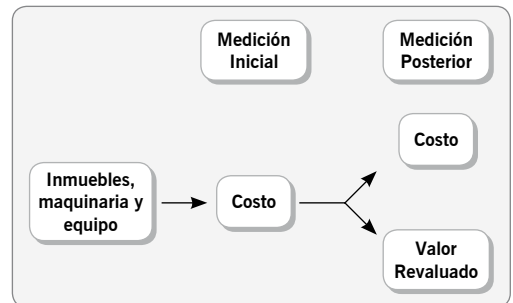 Medición
Inicial
Medición
Posterior
Costo
Inmuebles,
maquinaria y
equipo
Costo
Valor
Revaluado